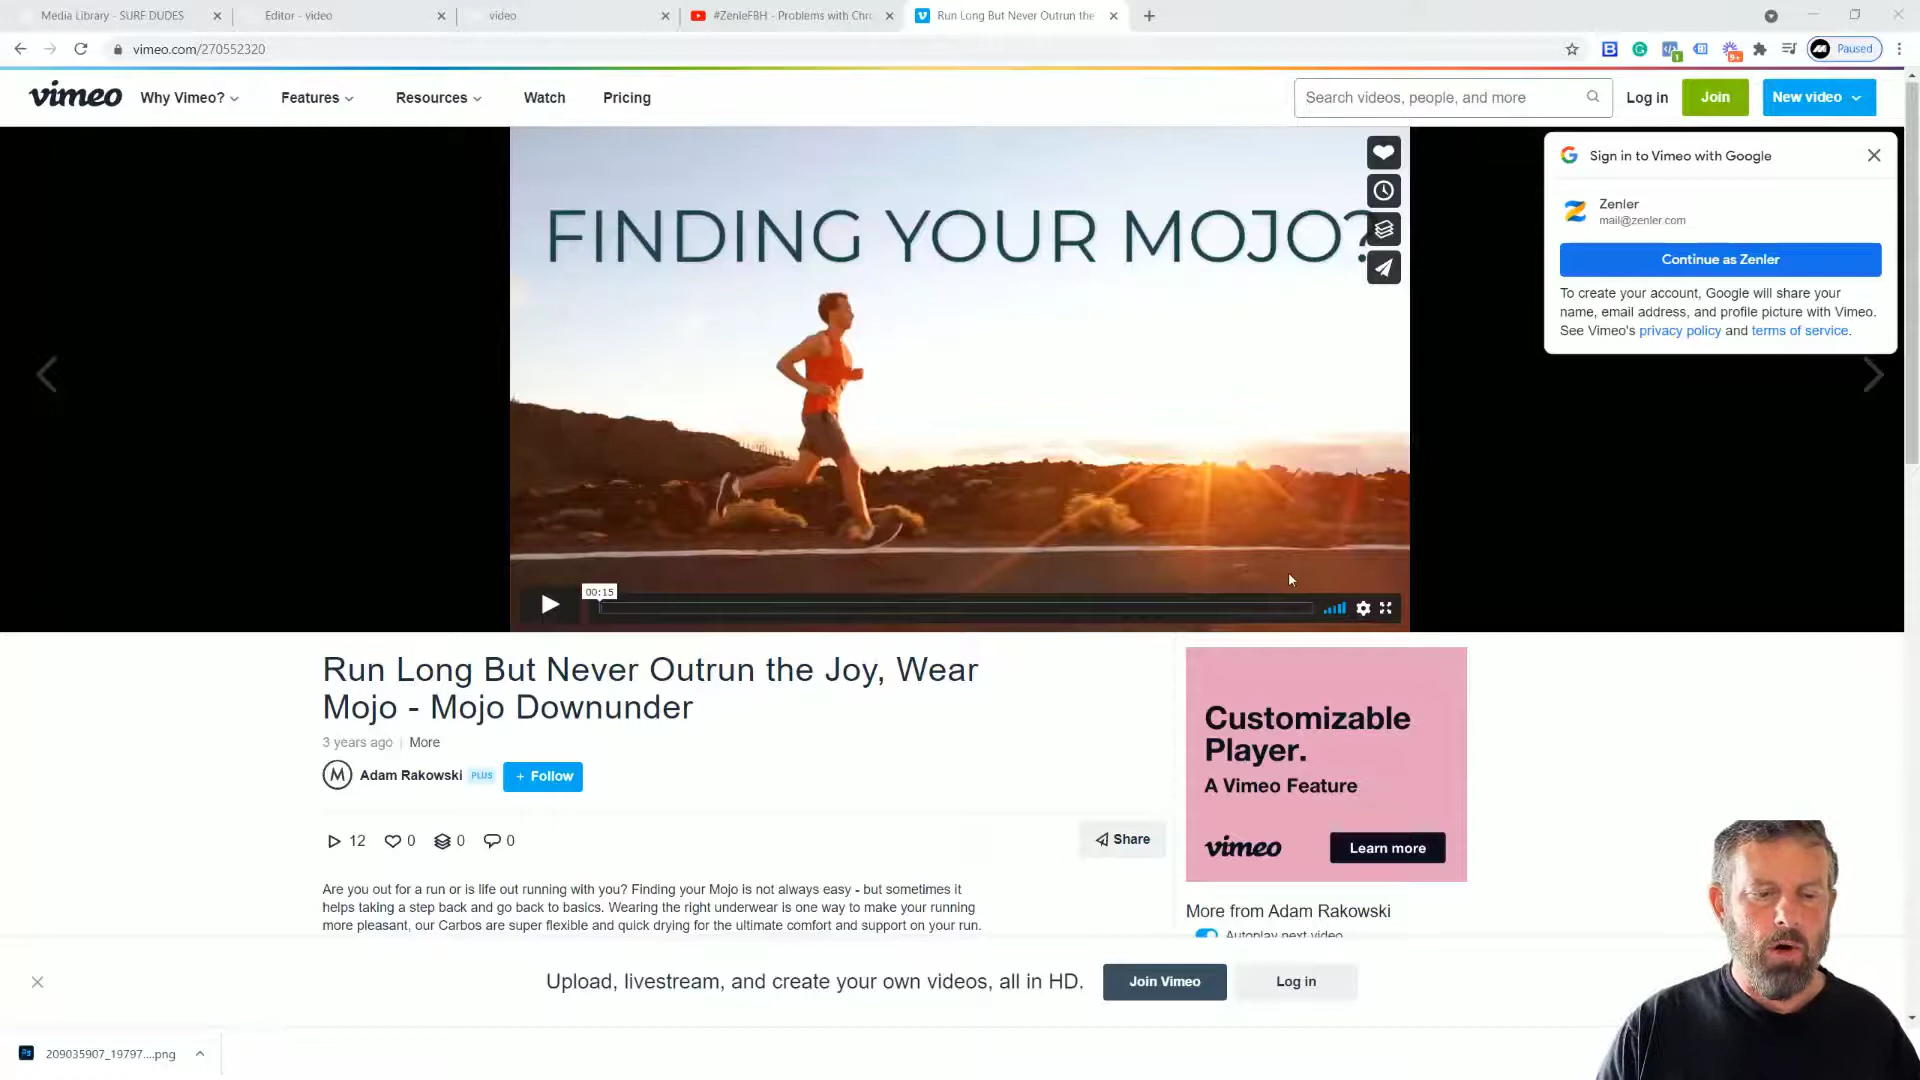 Media Library - SURF DUDES
Editor - video
video
#ZenleFBH - Problems with Chro
Run Long But Never Outrun the
vimeo.com/270552320
1
9+
Paused
vimeo
Why Vimeo?
Features
Resources
Watch
Pricing
Search videos, people, and more
Log in
Join
New video
FINDING YOUR MOJO?
Sign in to Vimeo with Google
Zenler
mail@zenler.com
Continue as Zenler
To create your account, Google will share your
name, email address, and profile picture with Vimeo.
See Vimeo's privacy policy and terms of service.
00:15
Run Long But Never Outrun the Joy, Wear
Mojo - Mojo Downunder
3 years ago | More
M
Adam Rakowski PLUS
+ Follow
12
0
0
0
Share
Are you out for a run or is life out running with you? Finding your Mojo is not always easy - but sometimes it
helps taking a step back and go back to basics. Wearing the right underwear is one way to make your running
more pleasant, our Carbos are super flexible and quick drying for the ultimate comfort and support on your run.
Customizable
Player.
A Vimeo Feature
vimeo
Learn more
More from Adam Rakowski
Autoplay next video
Upload, livestream, and create your own videos, all in HD.
Join Vimeo
Log in
Ps
209035907_19797....png